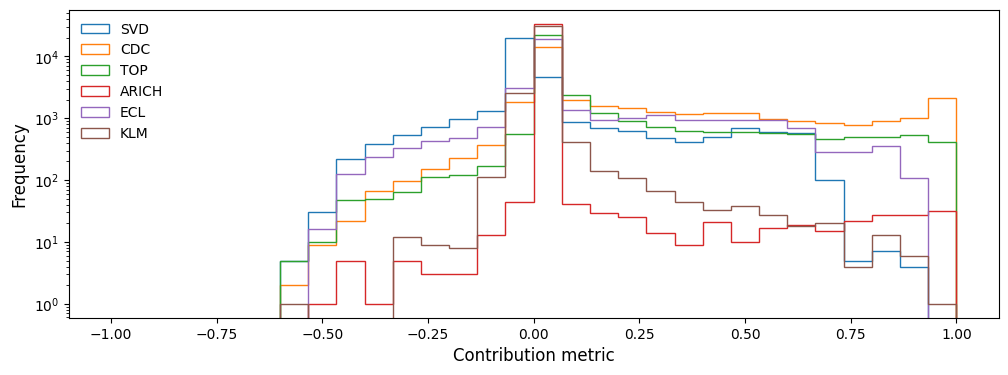 SVD
CDC
TOP
ARICH
ECL
KLM
Frequency
10⁴
10³
10²
10¹
10⁰
−1.00 −0.75 −0.50 −0.25 0.00 0.25 0.50 0.75 1.00
Contribution metric